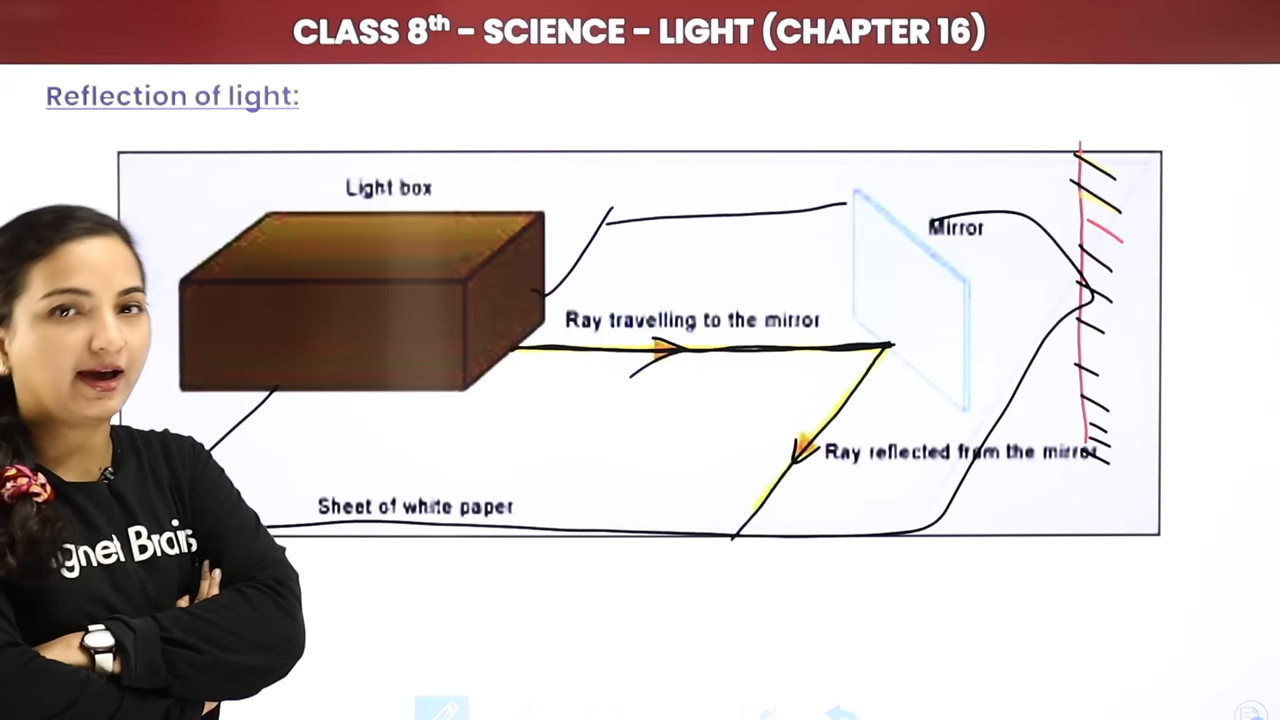 CLASS 8th - SCIENCE - LIGHT (CHAPTER 16)
Reflection of light:
Light box
Mirror
Ray travelling to the mirror
Ray reflected from the mirror
Sheet of white paper
gnet Brains